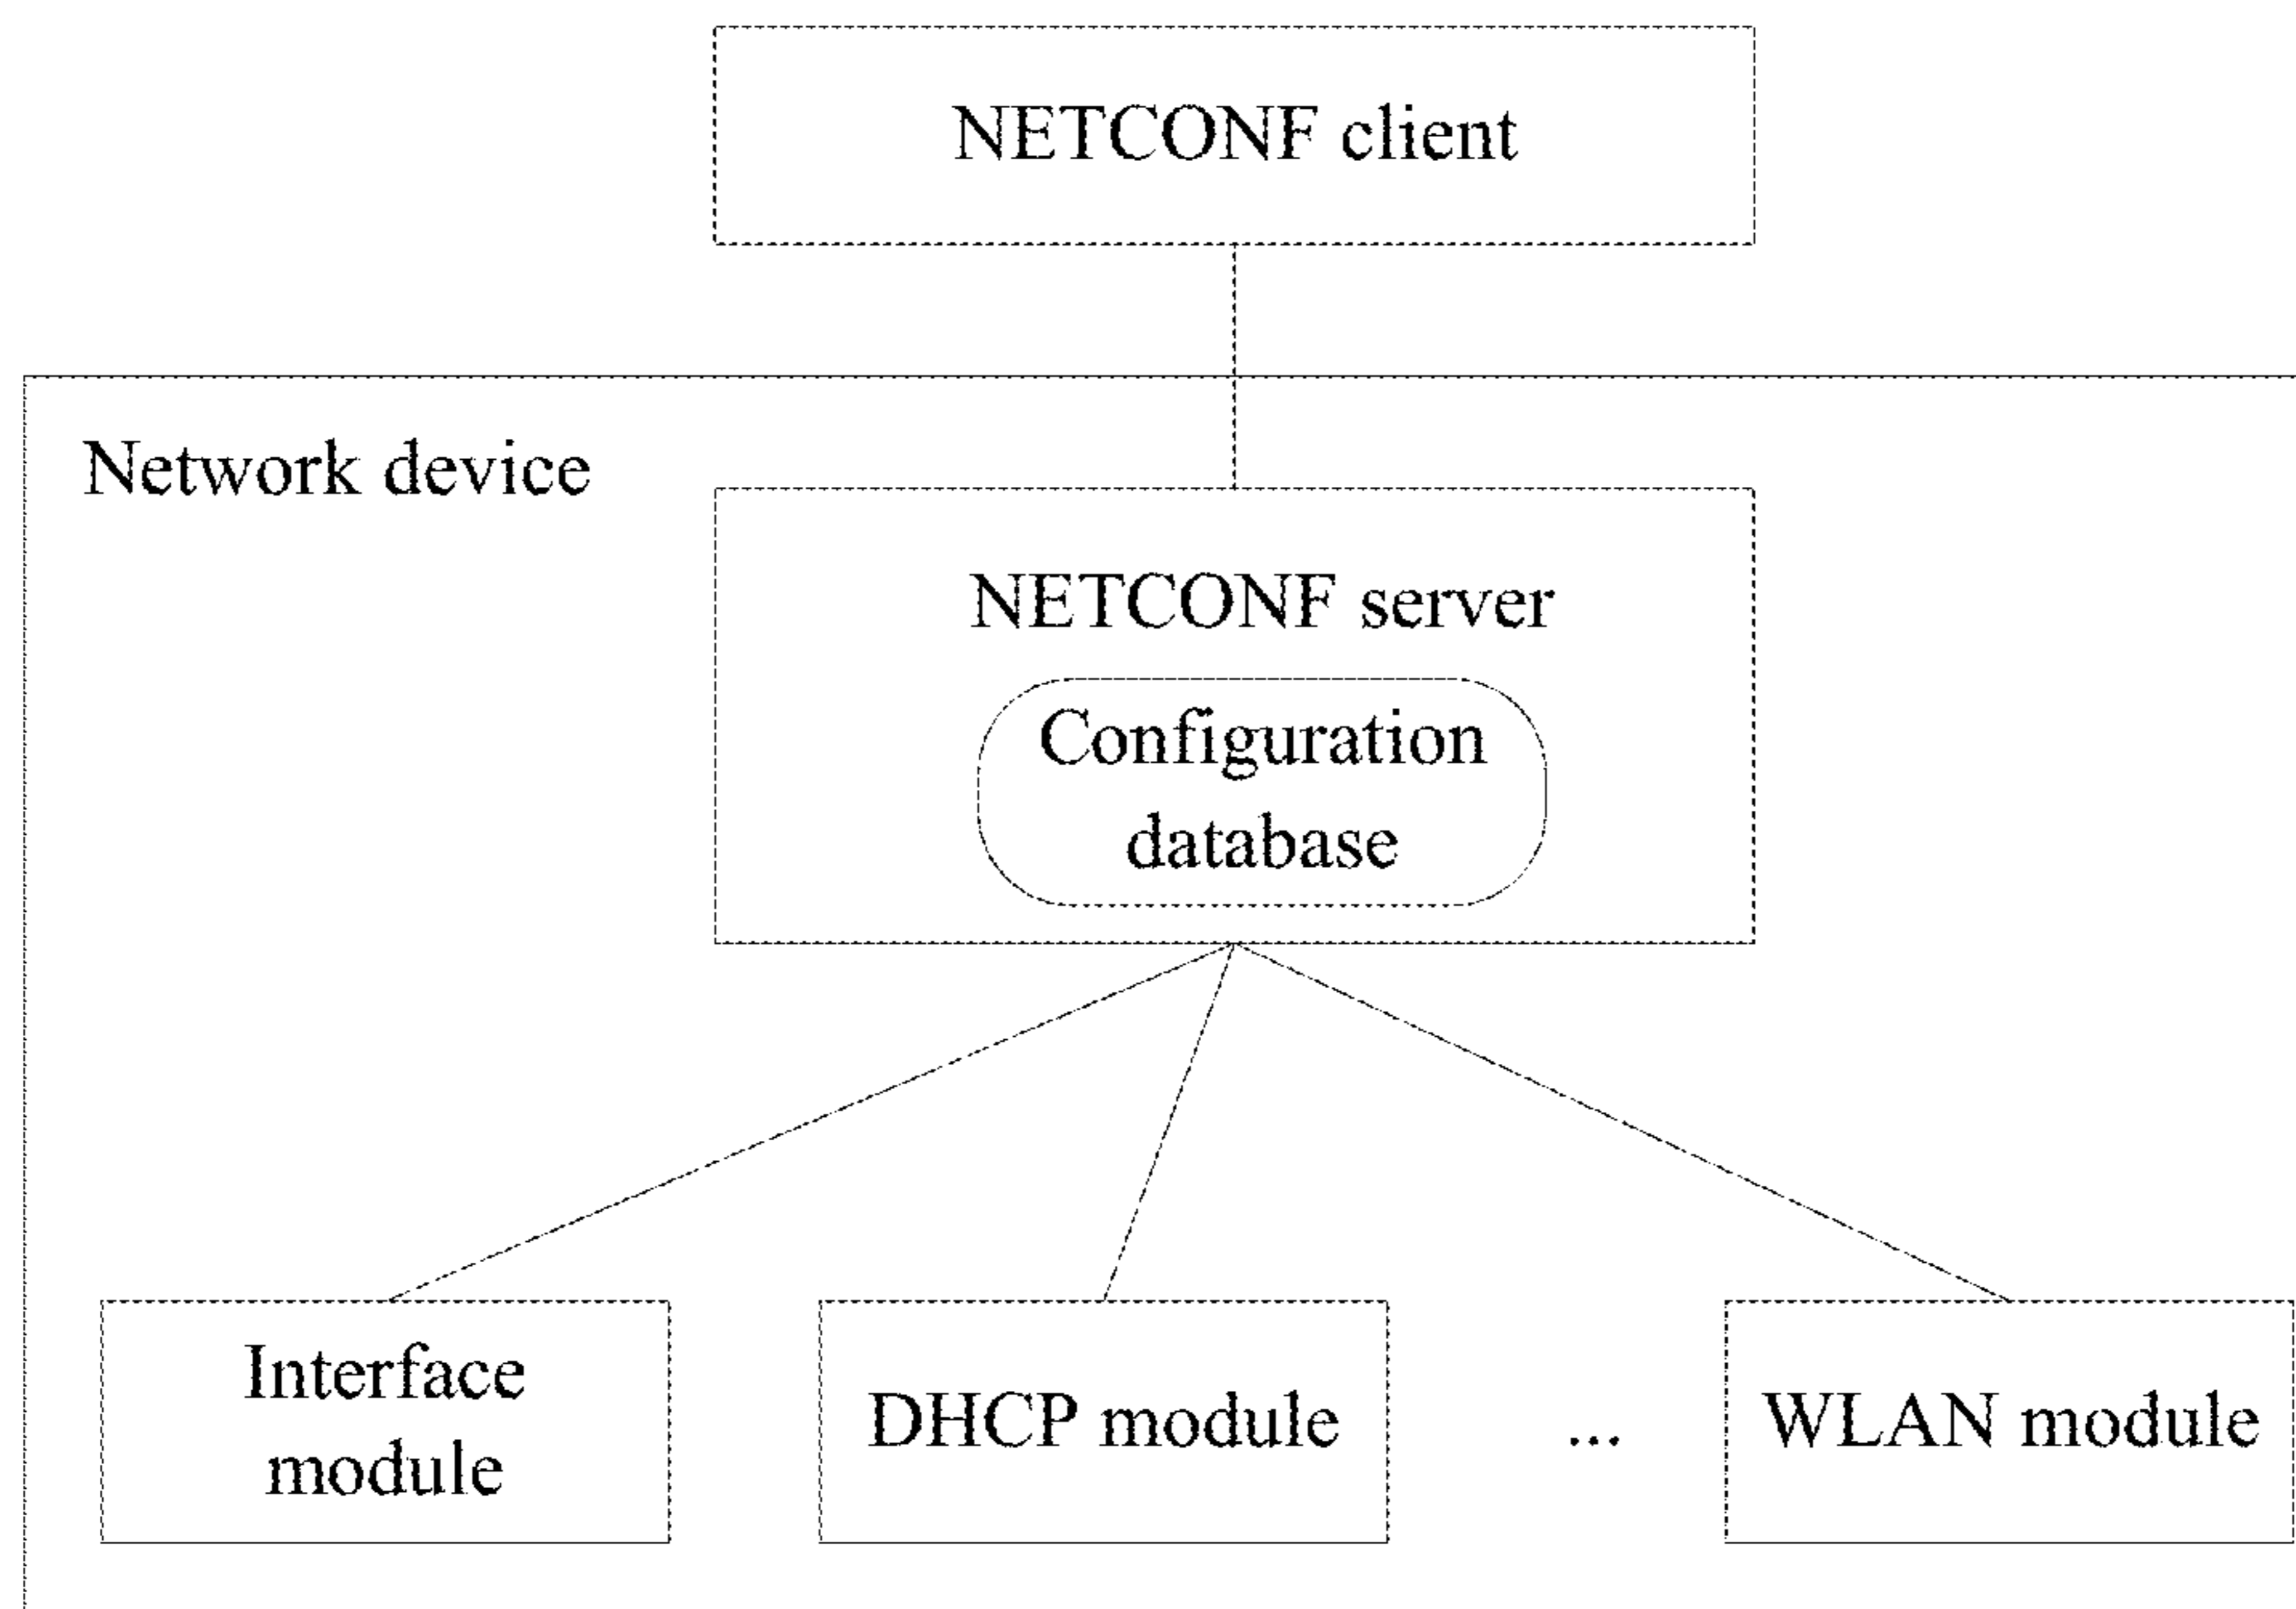 NETCONF client
Network device
NETCONF server
Configuration
database
Interface
module
DHCP module
...
WLAN module